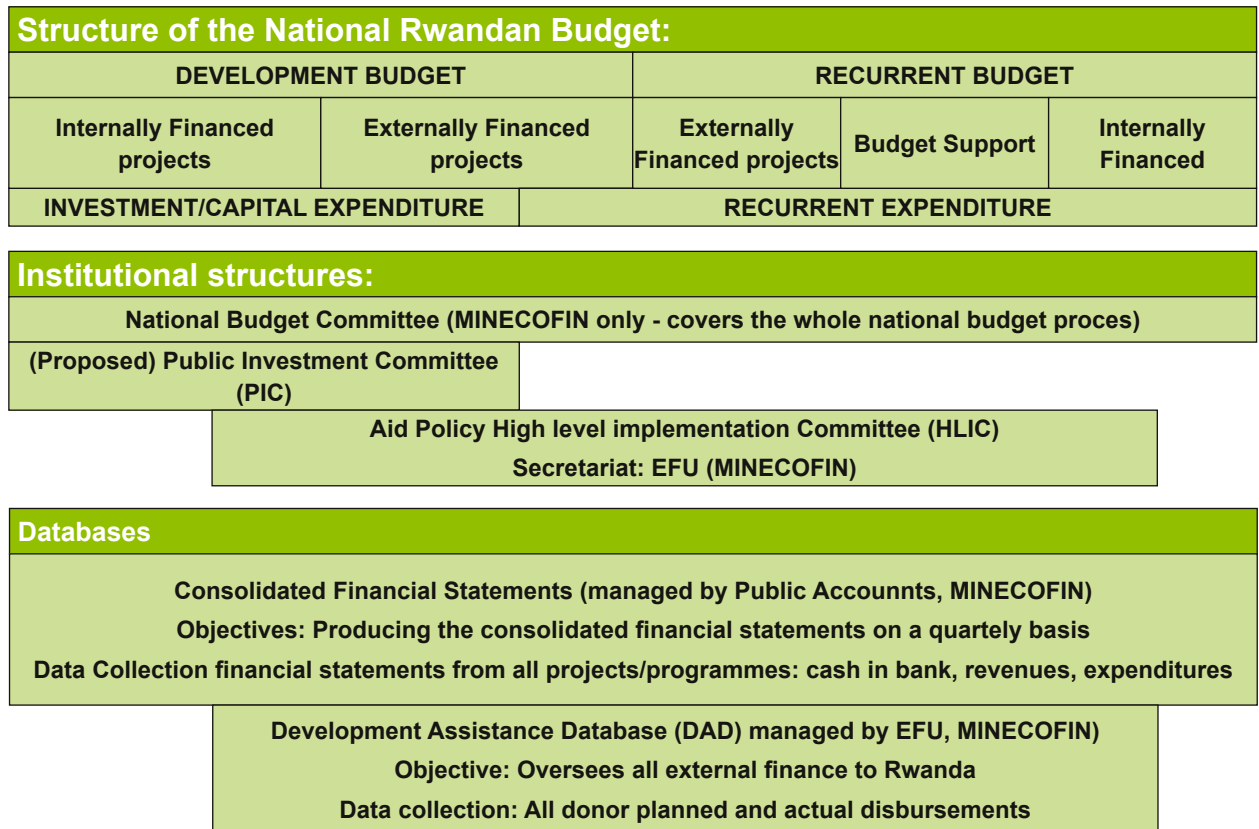 Structure of the National Rwandan Budget:
DEVELOPMENT BUDGET
RECURRENT BUDGET
Internally Financed
projects
Externally Financed
projects
Externally
Financed projects
Budget Support
Internally
Financed
INVESTMENT/CAPITAL EXPENDITURE
RECURRENT EXPENDITURE
Institutional structures:
National Budget Committee (MINECOFIN only - covers the whole national budget proces)
(Proposed) Public Investment Committee
(PIC)
Aid Policy High level implementation Committee (HLIC)
Secretariat: EFU (MINECOFIN)
Databases
Consolidated Financial Statements (managed by Public Accounnts, MINECOFIN)
Objectives: Producing the consolidated financial statements on a quartely basis
Data Collection financial statements from all projects/programmes: cash in bank, revenues, expenditures
Development Assistance Database (DAD) managed by EFU, MINECOFIN)
Objective: Oversees all external finance to Rwanda
Data collection: All donor planned and actual disbursements